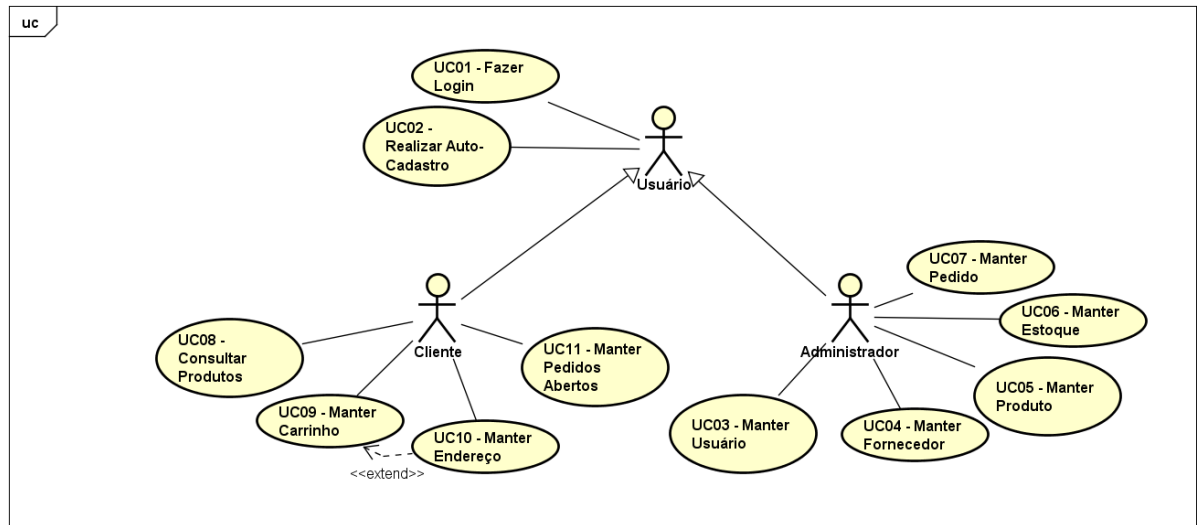 uc
UC01 - Fazer
Login
UC02 -
Realizar Auto-
Cadastro
Usuário
UC07 - Manter
Pedido
UC06 - Manter
Estoque
Cliente
Administrador
UC08 -
Consultar
Produtos
UC11 - Manter
Pedidos
Abertos
UC05 - Manter
Produto
UC09 - Manter
Carrinho
UC10 - Manter
Endereço
UC03 - Manter
Usuário
UC04 - Manter
Fornecedor
<<extend>>